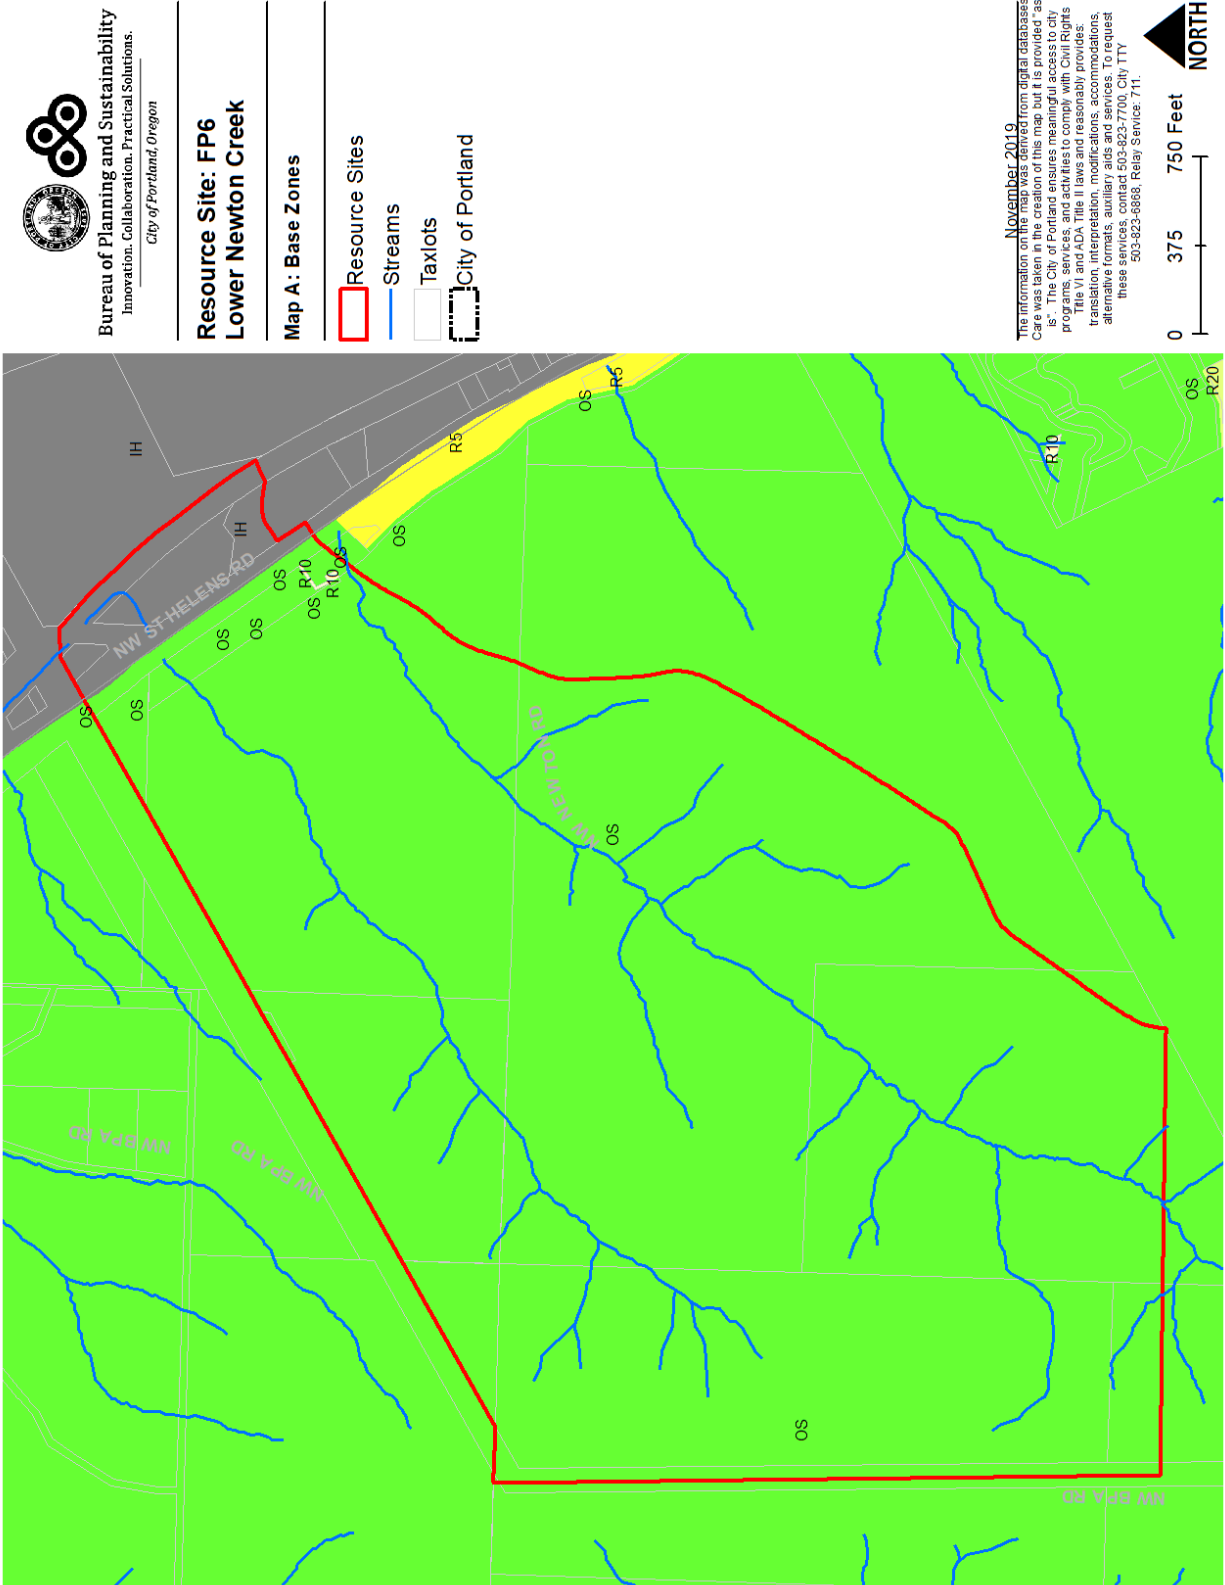 Bureau of Planning and Sustainability
Innovation. Collaboration. Practical Solutions.
City of Portland, Oregon
Resource Site: FP6
Lower Newton Creek
Map A: Base Zones
Resource Sites
Streams
Taxlots
City of Portland
November 2019
The information on the map was derived from digital databases
Care was taken in the creation of this map but it is provided "as
is". The City of Portland ensures meaningful access to city
programs, services, and activities to comply with Civil Rights
Title VI and ADA Title II laws and reasonably provides:
translation, interpretation, modifications, accommodations,
alternative formats, auxiliary aids and services. To request
these services, contact 503-823-7700, City TTY
503-823-6868, Relay Service: 711.
0 375 750 Feet
NORTH
IH
IH
NW ST HELENS RD
R5
R5
OS
OS
OS
R10
R10
OS
OS
OS
OS
OS
OS
OS
R10
OS
R20
NW NEWTON RD
OS
NW BPA RD
NW BPA RD
NW BPA RD
OS
NW BPA RD